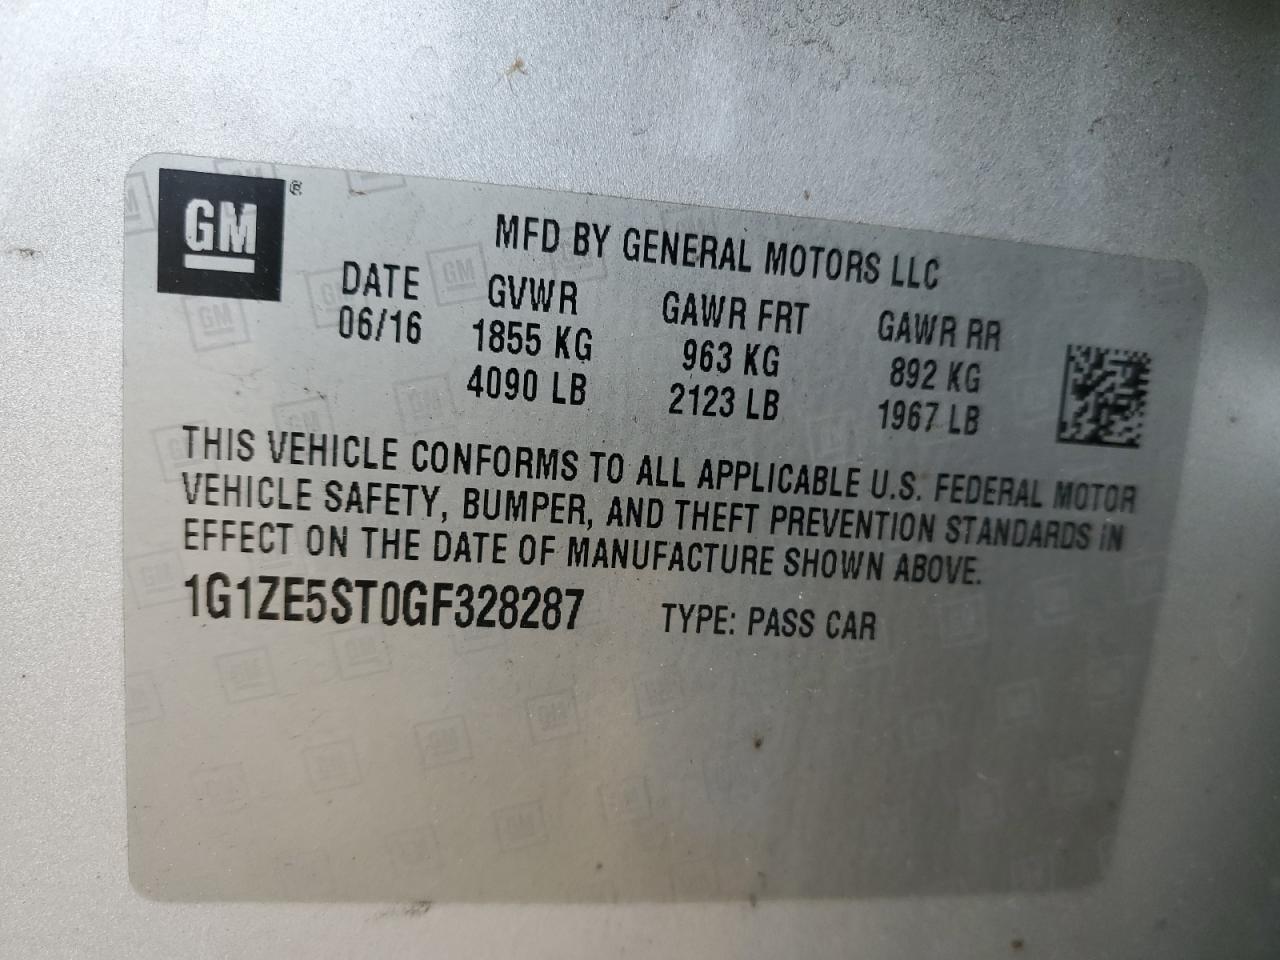 GM®
MFD BY GENERAL MOTORS LLC
DATE GVWR GAWR FRT GAWR RR
06/16 1855 KG 963 KG 892 KG
4090 LB 2123 LB 1967 LB
THIS VEHICLE CONFORMS TO ALL APPLICABLE U.S. FEDERAL MOTOR
VEHICLE SAFETY, BUMPER, AND THEFT PREVENTION STANDARDS IN
EFFECT ON THE DATE OF MANUFACTURE SHOWN ABOVE.
1G1ZE5ST0GF328287 TYPE: PASS CAR